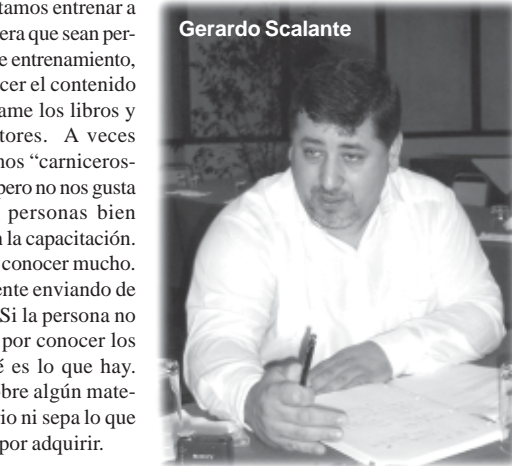 tamos entrenar a
era que sean per-
e entrenamiento,
cer el contenido
ame los libros y
tores. A veces
nos “carniceros-
pero no nos gusta
personas bien
n la capacitación.
conocer mucho.
ente enviando de
Si la persona no
por conocer los
é es lo que hay.
obre algún mate-
rio ni sepa lo que
por adquirir.
Gerardo Scalante